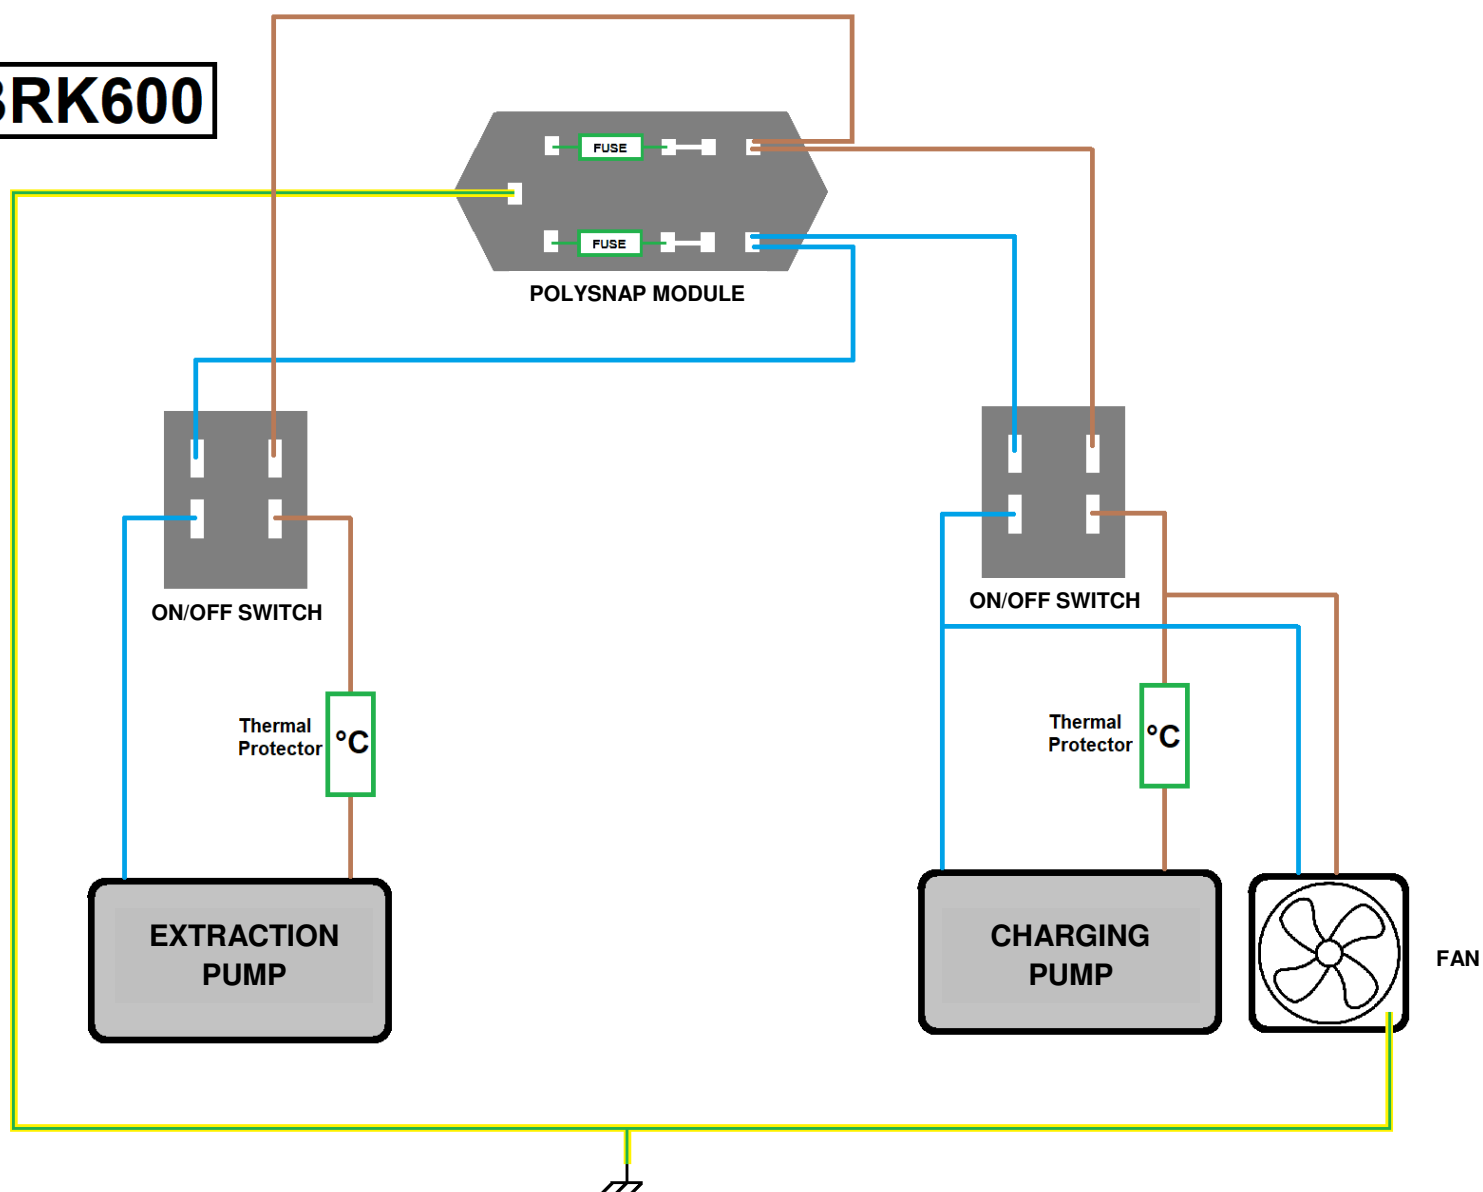 BRK600
FUSE
FUSE
POLYSNAP MODULE
ON/OFF SWITCH
ON/OFF SWITCH
Thermal
Protector
°C
Thermal
Protector
°C
EXTRACTION
PUMP
CHARGING
PUMP
FAN